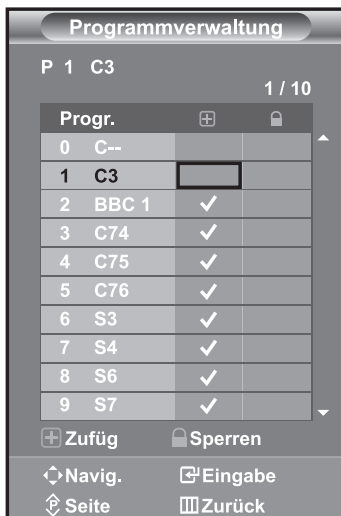 Programmverwaltung
P 1 C3
1 / 10
Progr.
0 C--
1 C3
2 BBC 1
3 C74
4 C75
5 C76
6 S3
7 S4
8 S6
9 S7
Zufüg Sperren
Navig. Eingabe
P Seite Zurück